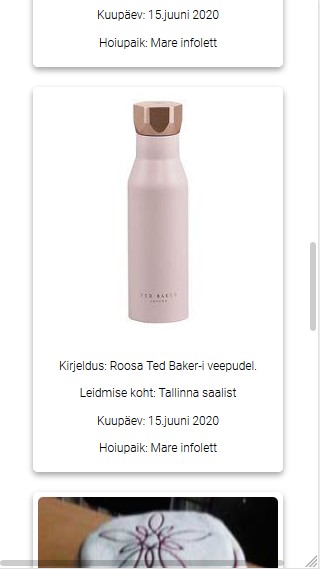 Kuupäev: 15.juuni 2020
Hoiupaik: Mare infolett
TED BAKER
LONDON
Kirjeldus: Roosa Ted Baker-i veepudel.
Leidmise koht: Tallinna saalist
Kuupäev: 15.juuni 2020
Hoiupaik: Mare infolett